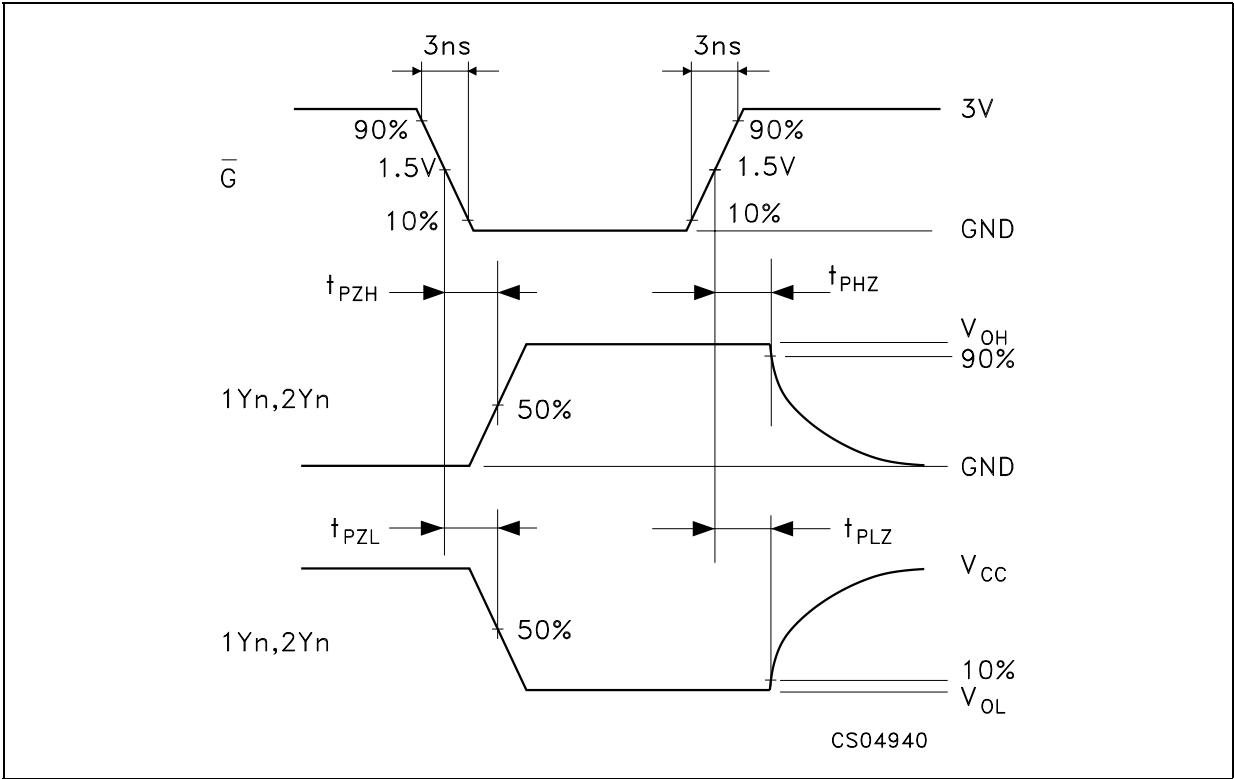 3ns 3ns
3V
90% 90%
1.5V 1.5V
G̅
10% 10%
GND
tPZH tPHZ
VOH
90%
1Yn,2Yn
50%
GND
tPZL tPLZ
VCC
1Yn,2Yn
50%
10%
VOL
CS04940